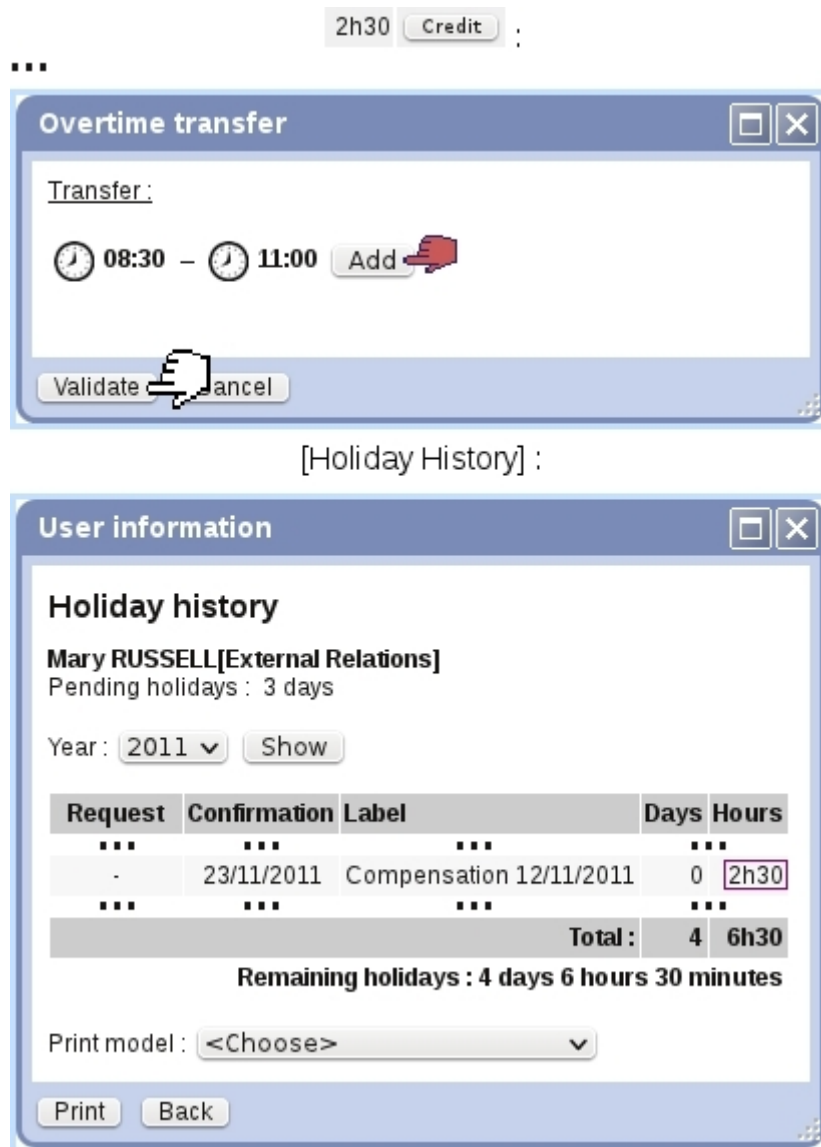 2h30 Credit :
...
Overtime transfer
Transfer :
08:30 – 11:00 Add
Validate Cancel
[Holiday History] :
User information
Holiday history
Mary RUSSELL[External Relations]
Pending holidays : 3 days
Year : 2011 Show
Request Confirmation Label Days Hours
... ... ... ...
- 23/11/2011 Compensation 12/11/2011 0 2h30
... ... ... ...
Total : 4 6h30
Remaining holidays : 4 days 6 hours 30 minutes
Print model : <Choose>
Print Back